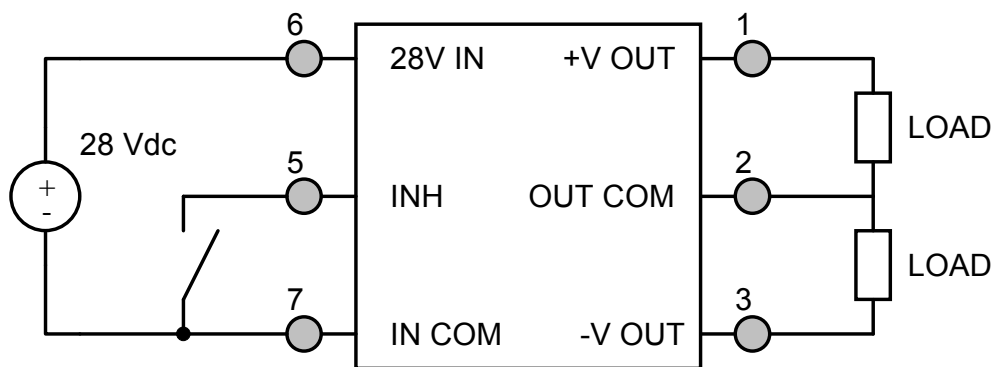 6
1
28V IN
+V OUT
LOAD
28 Vdc
+
-
5
2
INH
OUT COM
LOAD
7
3
IN COM
-V OUT